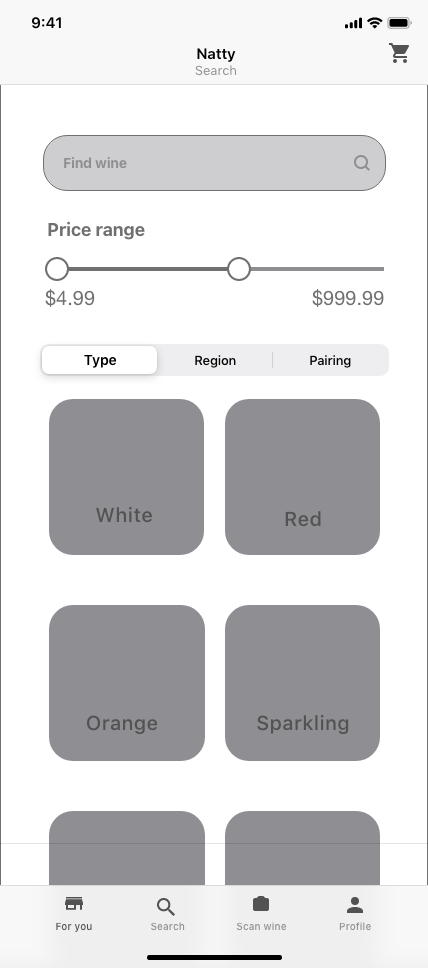 9:41
Natty
Search
Find wine
Price range
$4.99 $999.99
Type Region Pairing
White Red
Orange Sparkling
For you Search Scan wine Profile